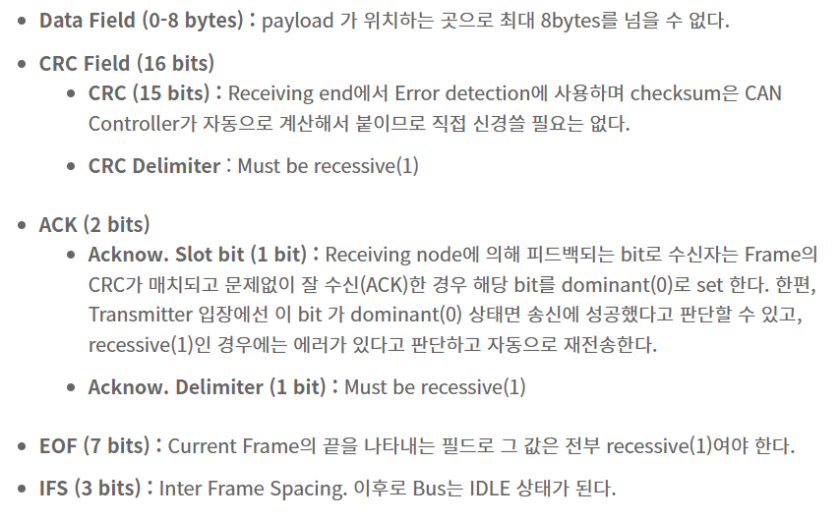 • Data Field (0-8 bytes) : payload 가 위치하는 곳으로 최대 8bytes를 넘을 수 없다.
• CRC Field (16 bits)
• CRC (15 bits) : Receiving end에서 Error detection에 사용하며 checksum은 CAN
Controller가 자동으로 계산해서 붙이므로 직접 신경쓸 필요는 없다.
• CRC Delimiter : Must be recessive(1)
• ACK (2 bits)
• Acknow. Slot bit (1 bit) : Receiving node에 의해 피드백되는 bit로 수신자는 Frame의
CRC가 매치되고 문제없이 잘 수신(ACK)한 경우 해당 bit를 dominant(0)로 set 한다. 한편,
Transmitter 입장에선 이 bit 가 dominant(0) 상태면 송신에 성공했다고 판단할 수 있고,
recessive(1)인 경우에는 에러가 있다고 판단하고 자동으로 재전송한다.
• Acknow. Delimiter (1 bit) : Must be recessive(1)
• EOF (7 bits) : Current Frame의 끝을 나타내는 필드로 그 값은 전부 recessive(1)여야 한다.
• IFS (3 bits) : Inter Frame Spacing. 이후로 Bus는 IDLE 상태가 된다.